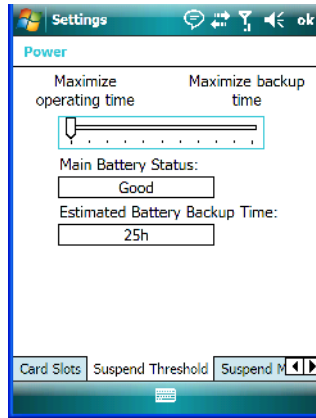 Settings ok
Power
Maximize operating time
Maximize backup time
Main Battery Status:
Good
Estimated Battery Backup Time:
25h
Card Slots Suspend Threshold Suspend M